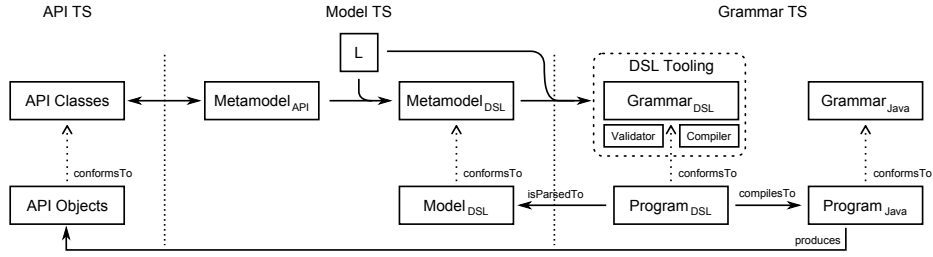 API TS
Model TS
Grammar TS
L
DSL Tooling
API Classes
Metamodel API
Metamodel DSL
Grammar DSL
Grammar Java
Validator
Compiler
conformsTo
conformsTo
conformsTo
conformsTo
API Objects
Model DSL
isParsedTo
Program DSL
compilesTo
Program Java
produces